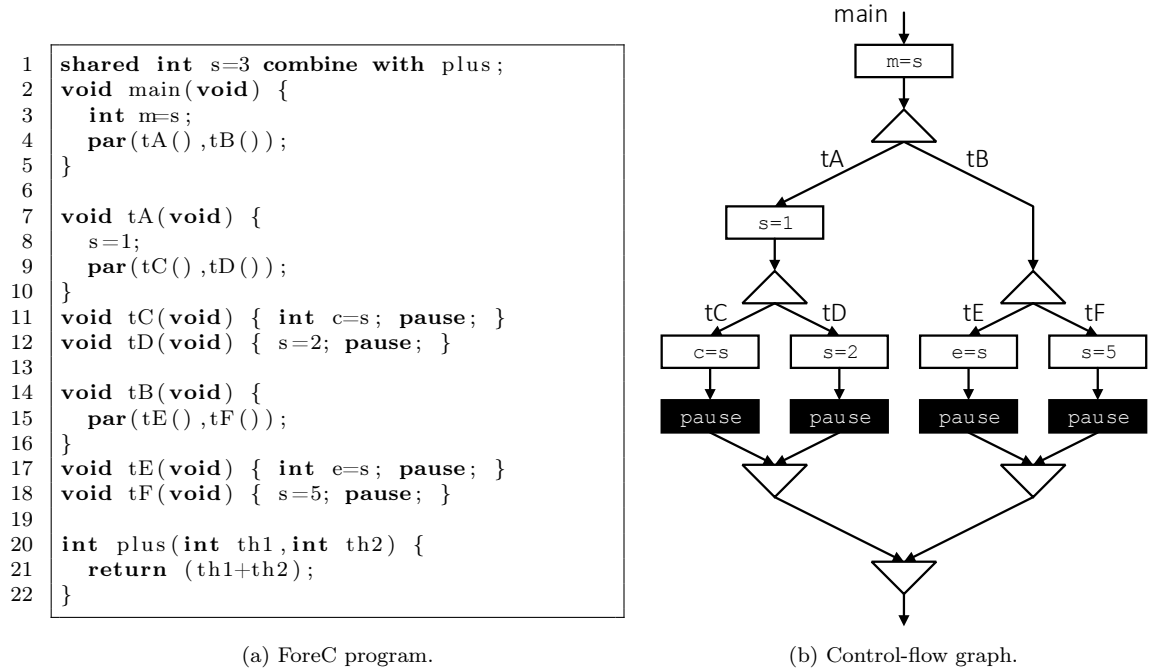 1 shared int s=3 combine with plus;
2 void main(void) {
3 int m=s;
4 par(tA(),tB());
5 }
6
7 void tA(void) {
8 s=1;
9 par(tC(),tD());
10 }
11 void tC(void) { int c=s; pause; }
12 void tD(void) { s=2; pause; }
13
14 void tB(void) {
15 par(tE(),tF());
16 }
17 void tE(void) { int e=s; pause; }
18 void tF(void) { s=5; pause; }
19
20 int plus(int th1,int th2) {
21 return (th1+th2);
22 }
(a) ForeC program.
main
m=s
tA tB
s=1
tC tD tE tF
c=s s=2 e=s s=5
pause pause pause pause
(b) Control-flow graph.